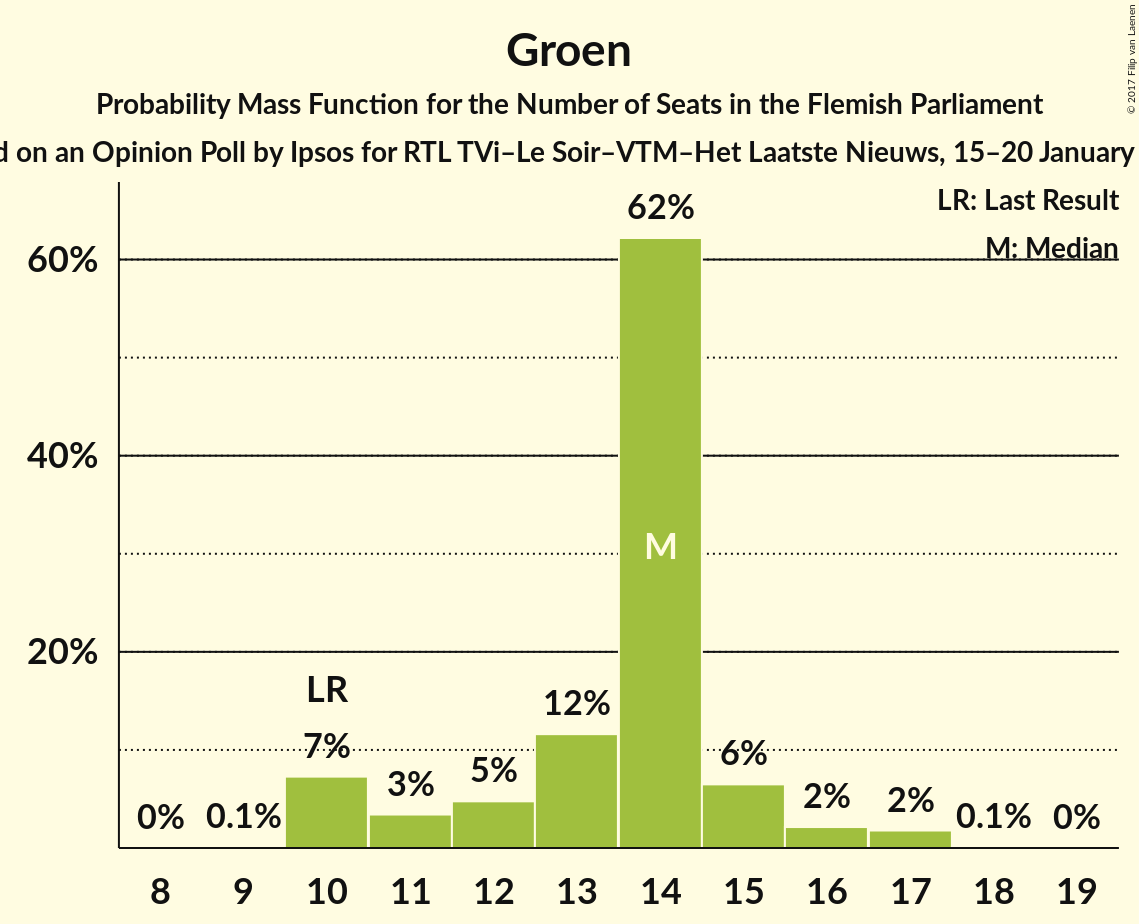 Groen
Probability Mass Function for the Number of Seats in the Flemish Parliament
on an Opinion Poll by Ipsos for RTL TVi–Le Soir–VTM–Het Laatste Nieuws, 15–20 January
© 2017 Filip van Laenen
LR: Last Result
M: Median
60%
40%
20%
0%
0.1%
LR
7%
3%
5%
12%
62%
M
6%
2%
2%
0.1%
0%
8 9 10 11 12 13 14 15 16 17 18 19